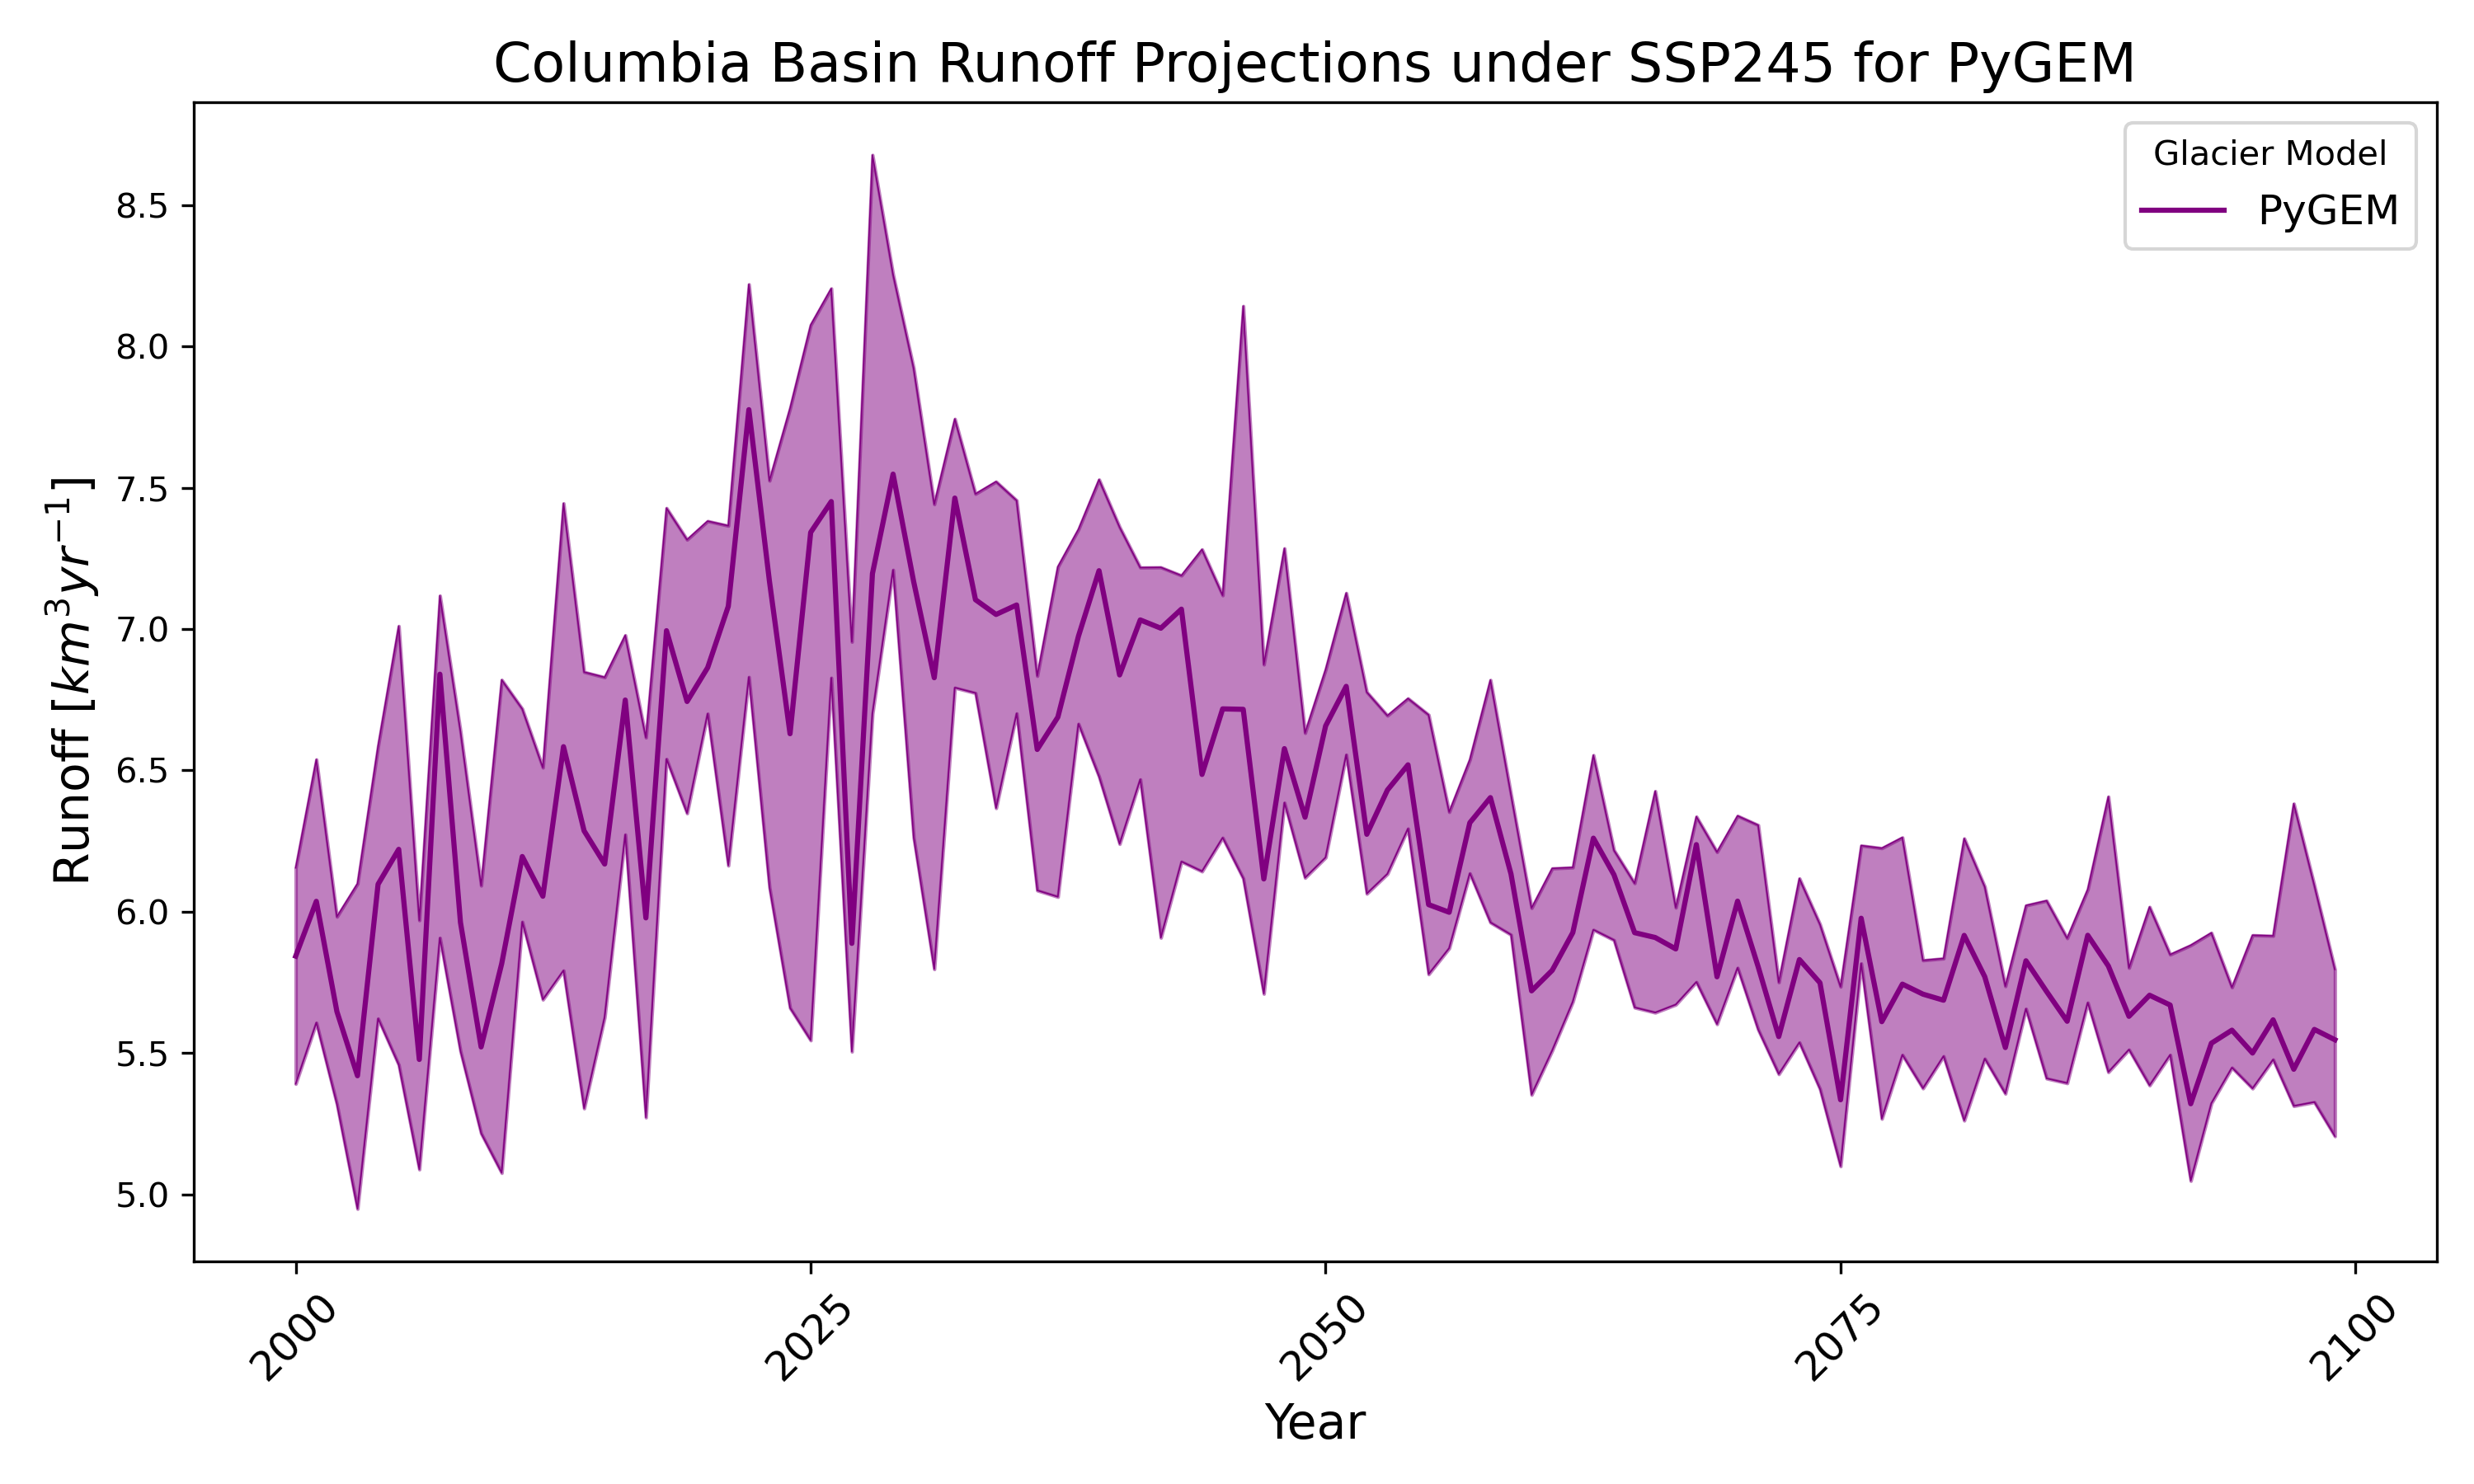 Columbia Basin Runoff Projections under SSP245 for PyGEM
Glacier Model
PyGEM
Runoff [km³yr⁻¹]
8.5
8.0
7.5
7.0
6.5
6.0
5.5
5.0
2000
2025
2050
2075
2100
Year